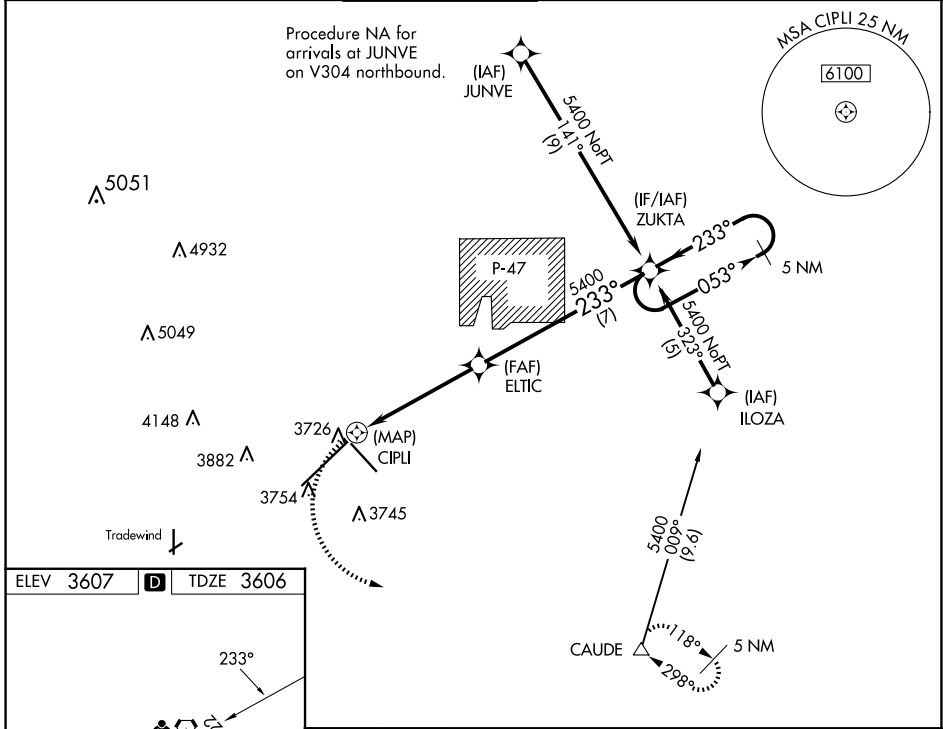 Procedure NA for
arrivals at JUNVE
on V304 northbound.
(IAF)
JUNVE
MSA CIPLI 25 NM
6100
5400 NoPT
141°
(9)
5051
(IF/IAF)
ZUKTA
4932
P-47
233°
053°
5 NM
5400
233°
(7)
5049
5400 NoPT
323°
(5)
(FAF)
ELTIC
(IAF)
ILOZA
4148
3726
(MAP)
CIPLI
3882
3754
3745
Tradewind
5400
009°
(9.6)
ELEV 3607 D TDZE 3606
CAUDE
118°
298°
5 NM
233°
22